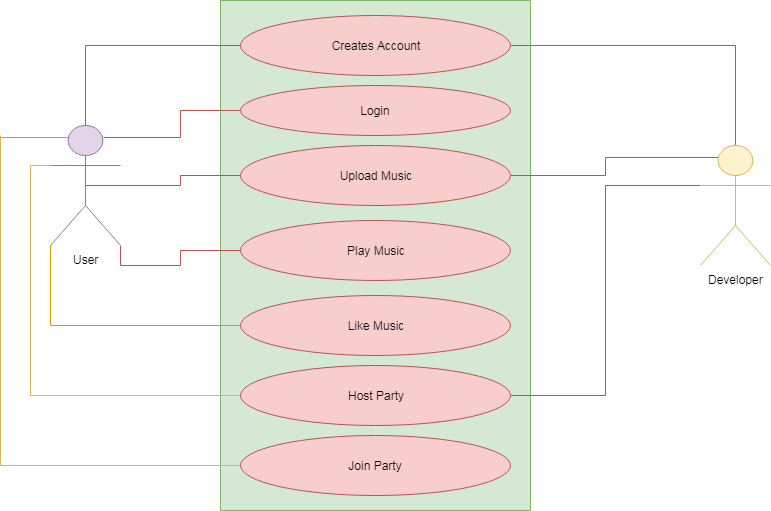 Creates Account
Login
Upload Music
Play Music
User
Developer
Like Music
Host Party
Join Party